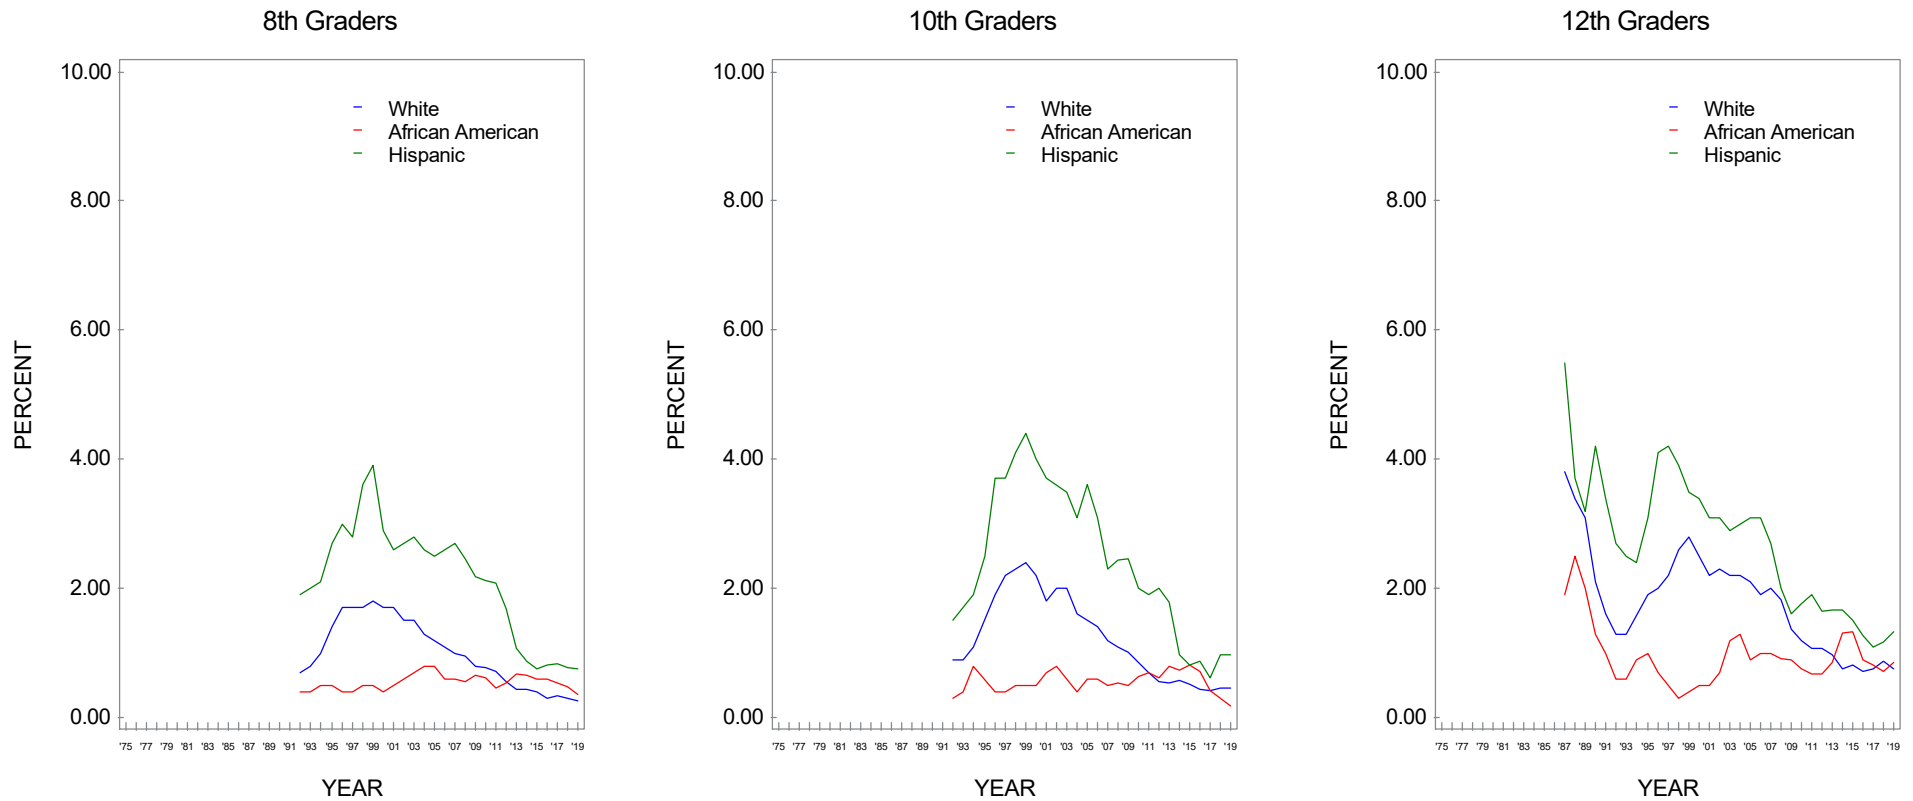 8th Graders
10.00
8.00
6.00
4.00
2.00
0.00
PERCENT
White
African American
Hispanic
'75 '77 '79 '81 '83 '85 '87 '89 '91 '93 '95 '97 '99 '01 '03 '05 '07 '09 '11 '13 '15 '17 '19
YEAR
10th Graders
10.00
8.00
6.00
4.00
2.00
0.00
PERCENT
White
African American
Hispanic
'75 '77 '79 '81 '83 '85 '87 '89 '91 '93 '95 '97 '99 '01 '03 '05 '07 '09 '11 '13 '15 '17 '19
YEAR
12th Graders
10.00
8.00
6.00
4.00
2.00
0.00
PERCENT
White
African American
Hispanic
'75 '77 '79 '81 '83 '85 '87 '89 '91 '93 '95 '97 '99 '01 '03 '05 '07 '09 '11 '13 '15 '17 '19
YEAR